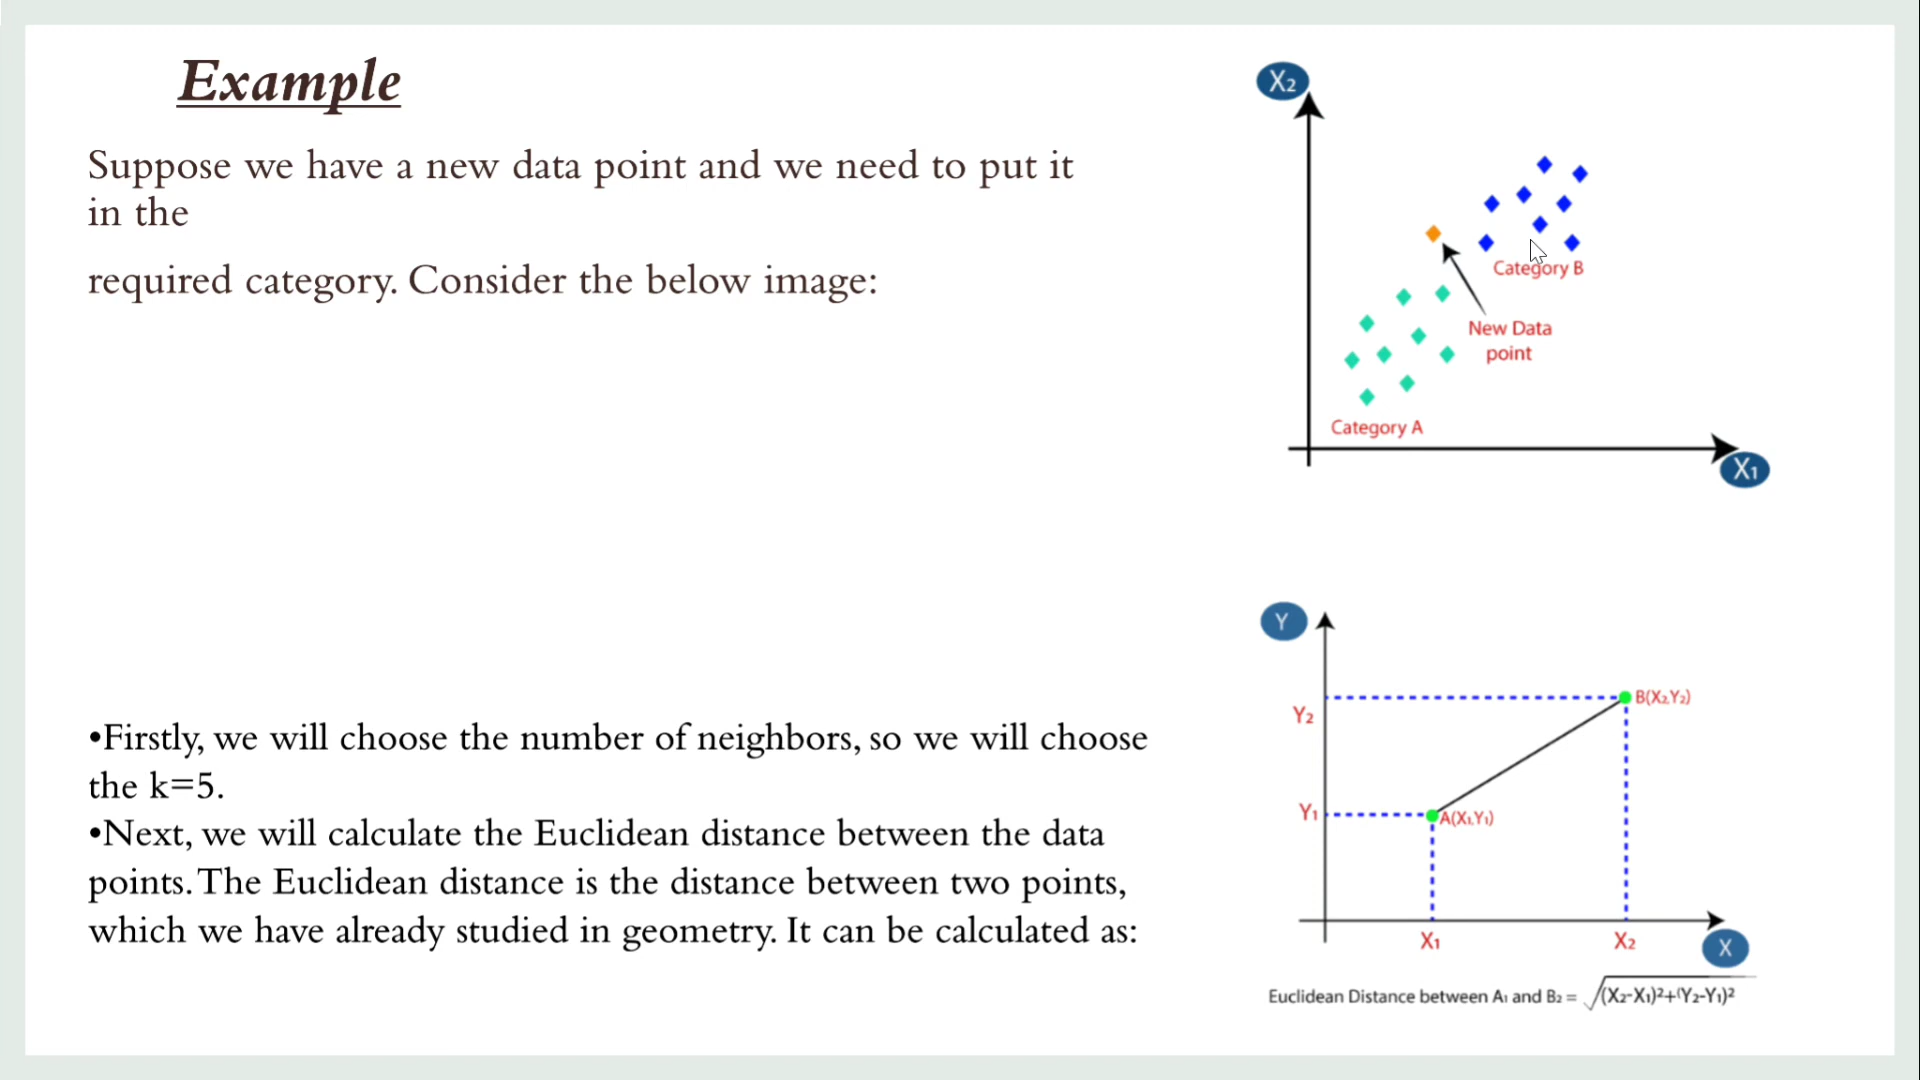 Example
Suppose we have a new data point and we need to put it
in the
required category. Consider the below image:
X₂
Category B
New Data
point
Category A
X₁
•Firstly, we will choose the number of neighbors, so we will choose
the k=5.
•Next, we will calculate the Euclidean distance between the data
points. The Euclidean distance is the distance between two points,
which we have already studied in geometry. It can be calculated as:
Y
B(X₂,Y₂)
Y₂
Y₁
A(X₁,Y₁)
X₁
X₂
X
Euclidean Distance between A₁ and B₂ = √(X₂-X₁)²+(Y₂-Y₁)²